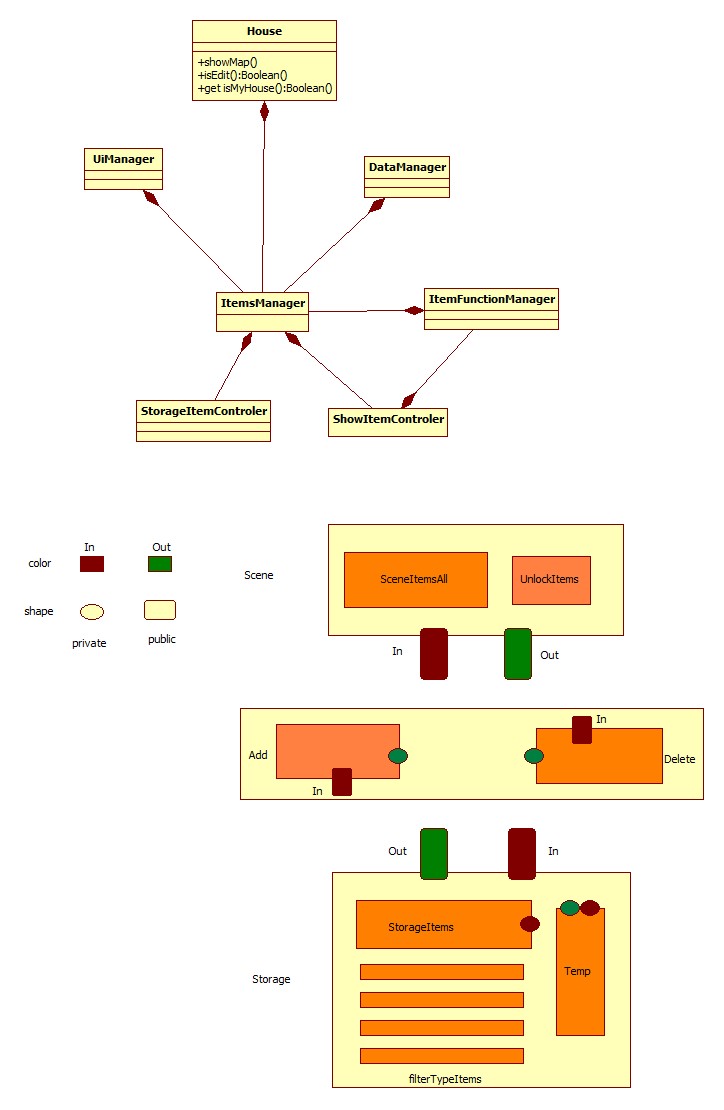 House
+showMap()
+isEdit():Boolean()
+get isMyHouse():Boolean()
UiManager
DataManager
ItemsManager
ItemFunctionManager
StorageItemControler
ShowItemControler
In
Out
color
shape
private
public
Scene
SceneItemsAll
UnlockItems
In
Out
Add
In
In
Delete
Out
In
Storage
StorageItems
Temp
filterTypeItems